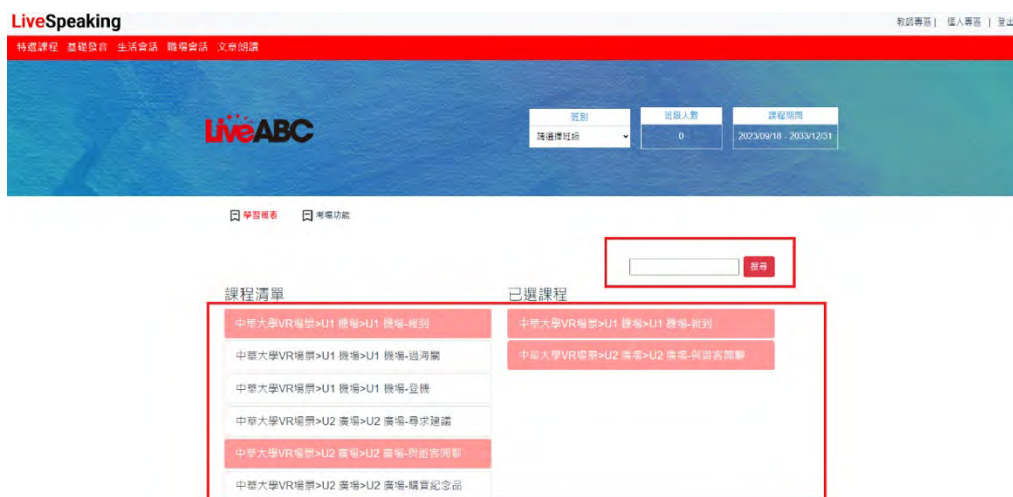 LiveSpeaking
教師專區 | 個人專區 | 登出
特選課程 基礎發音 生活會話 職場會話 文章朗讀
LiveABC
班別 班級人數 課程期間
請選擇班級 0 2023/09/18 - 2033/12/31
學習報表 考場功能
搜尋
課程清單 已選課程
中華大學VR場景>U1 機場>U1 機場-報到 中華大學VR場景>U1 機場>U1 機場-報到
中華大學VR場景>U1 機場>U1 機場-過海關 中華大學VR場景>U2 廣場>U2 廣場-與遊客閒聊
中華大學VR場景>U1 機場>U1 機場-登機
中華大學VR場景>U2 廣場>U2 廣場-尋求建議
中華大學VR場景>U2 廣場>U2 廣場-與遊客閒聊
中華大學VR場景>U2 廣場>U2 廣場-購買紀念品